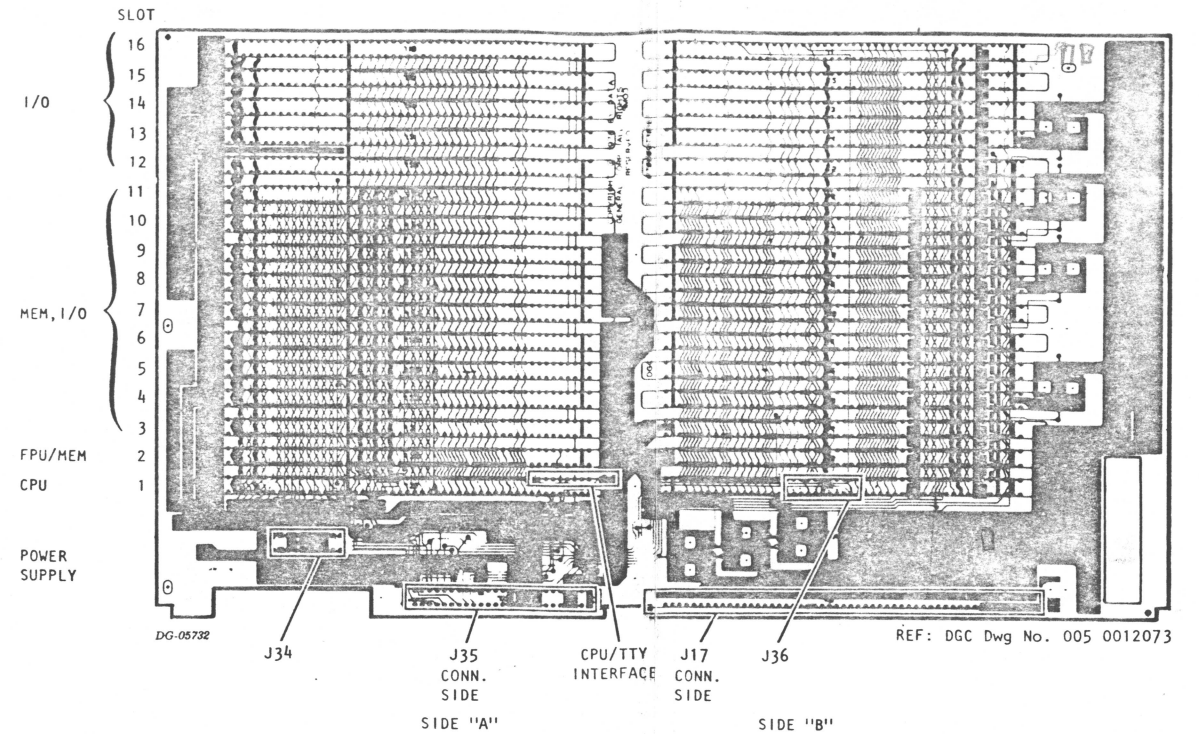 SLOT
16
15
I/O
14
13
12
11
10
9
8
MEM, I/O
7
6
5
4
3
FPU/MEM 2
CPU 1
POWER
SUPPLY
DG-05732
REF: DGC Dwg No. 005 0012073
J34
J35
CONN.
SIDE
CPU/TTY
INTERFACE
J17
CONN.
SIDE
J36
SIDE "A"
SIDE "B"
DATA
GENERAL